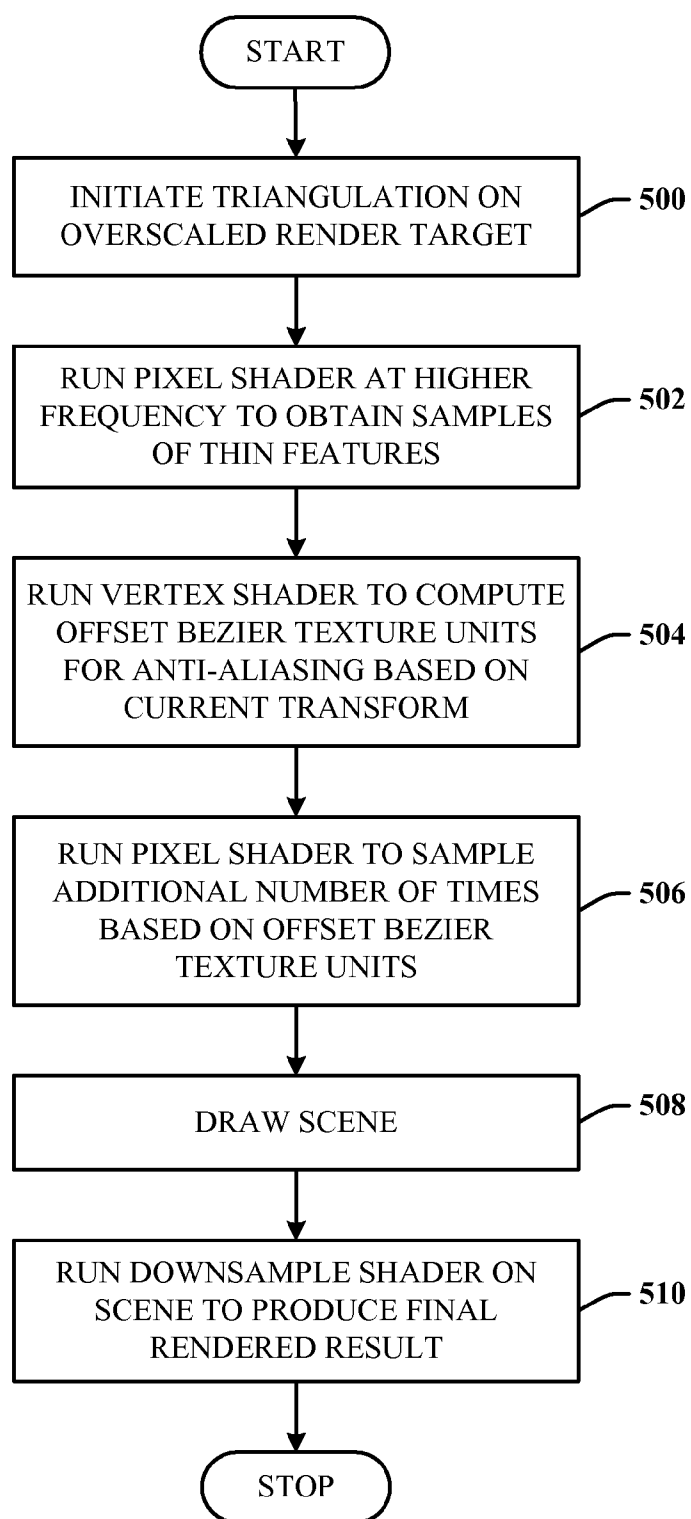 START
INITIATE TRIANGULATION ON
OVERSCALED RENDER TARGET
500
RUN PIXEL SHADER AT HIGHER
FREQUENCY TO OBTAIN SAMPLES
OF THIN FEATURES
502
RUN VERTEX SHADER TO COMPUTE
OFFSET BEZIER TEXTURE UNITS
FOR ANTI-ALIASING BASED ON
CURRENT TRANSFORM
504
RUN PIXEL SHADER TO SAMPLE
ADDITIONAL NUMBER OF TIMES
BASED ON OFFSET BEZIER
TEXTURE UNITS
506
DRAW SCENE
508
RUN DOWNSAMPLE SHADER ON
SCENE TO PRODUCE FINAL
RENDERED RESULT
510
STOP